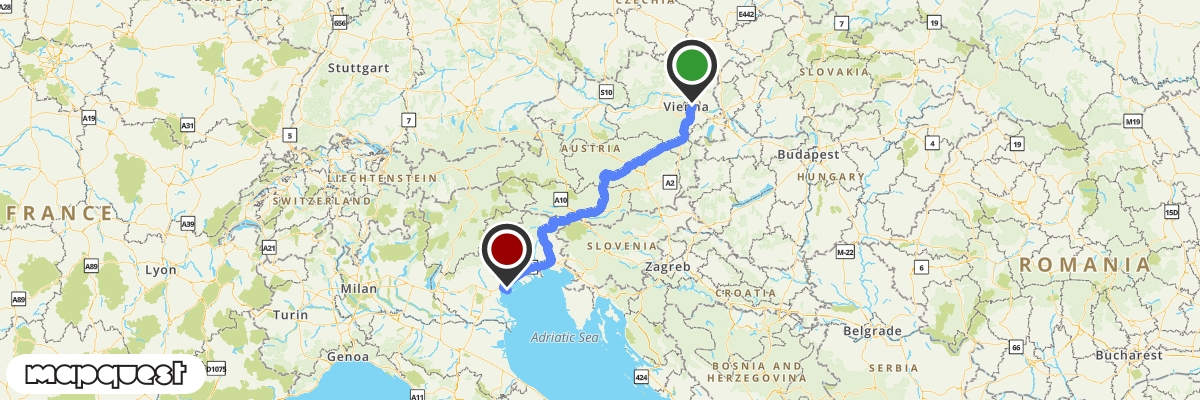 A28
656
CZECHIA
E442
7
19
Stuttgart
SLOVAKIA
S10
Vienna
A19
A31
5
7
M19
AUSTRIA
Budapest
4
19
LIECHTENSTEIN
HUNGARY
A2
SWITZERLAND
A10
FRANCE
15D
A39
A21
SLOVENIA
M-22
A89
Lyon
Zagreb
6
ROMANIA
Milan
A89
CROATIA
Turin
Adriatic Sea
Belgrade
Genoa
66
Bucharest
BOSNIA AND
HERZEGOVINA
SERBIA
mapquest
D1075
424
A11